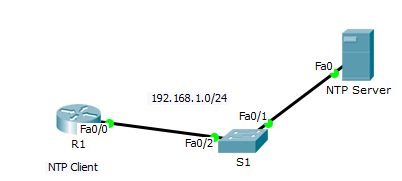 Fa0
NTP Server
192.168.1.0/24
Fa0/1
Fa0/0
R1
Fa0/2
S1
NTP Client